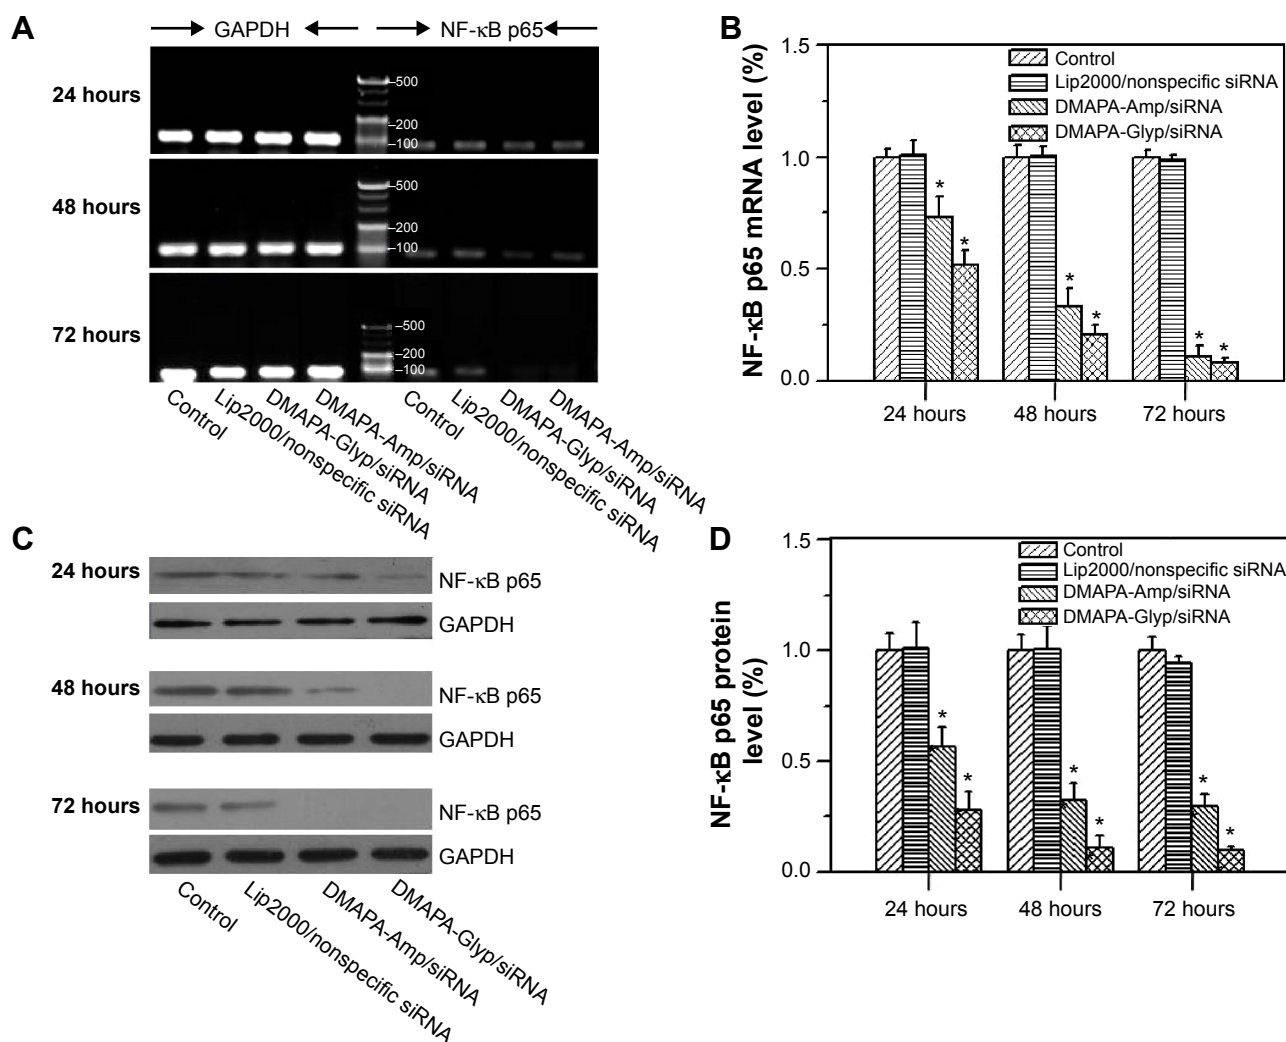 A
GAPDH
NF-κB p65
24 hours
–500
–200
–100
48 hours
–500
–200
–100
72 hours
–500
–200
–100
Control
Lip2000/nonspecific siRNA
DMAPA-Glyp/siRNA
DMAPA-Amp/siRNA
Control
Lip2000/nonspecific siRNA
DMAPA-Glyp/siRNA
DMAPA-Amp/siRNA
B
NF-κB p65 mRNA level (%)
1.5
1.0
0.5
0.0
Control
Lip2000/nonspecific siRNA
DMAPA-Amp/siRNA
DMAPA-Glyp/siRNA
* * * * * *
24 hours
48 hours
72 hours
C
24 hours
NF-κB p65
GAPDH
48 hours
NF-κB p65
GAPDH
72 hours
NF-κB p65
GAPDH
Control
Lip2000/nonspecific siRNA
DMAPA-Amp/siRNA
DMAPA-Glyp/siRNA
D
NF-κB p65 protein
level (%)
1.5
1.0
0.5
0.0
Control
Lip2000/nonspecific siRNA
DMAPA-Amp/siRNA
DMAPA-Glyp/siRNA
* * * * * *
24 hours
48 hours
72 hours